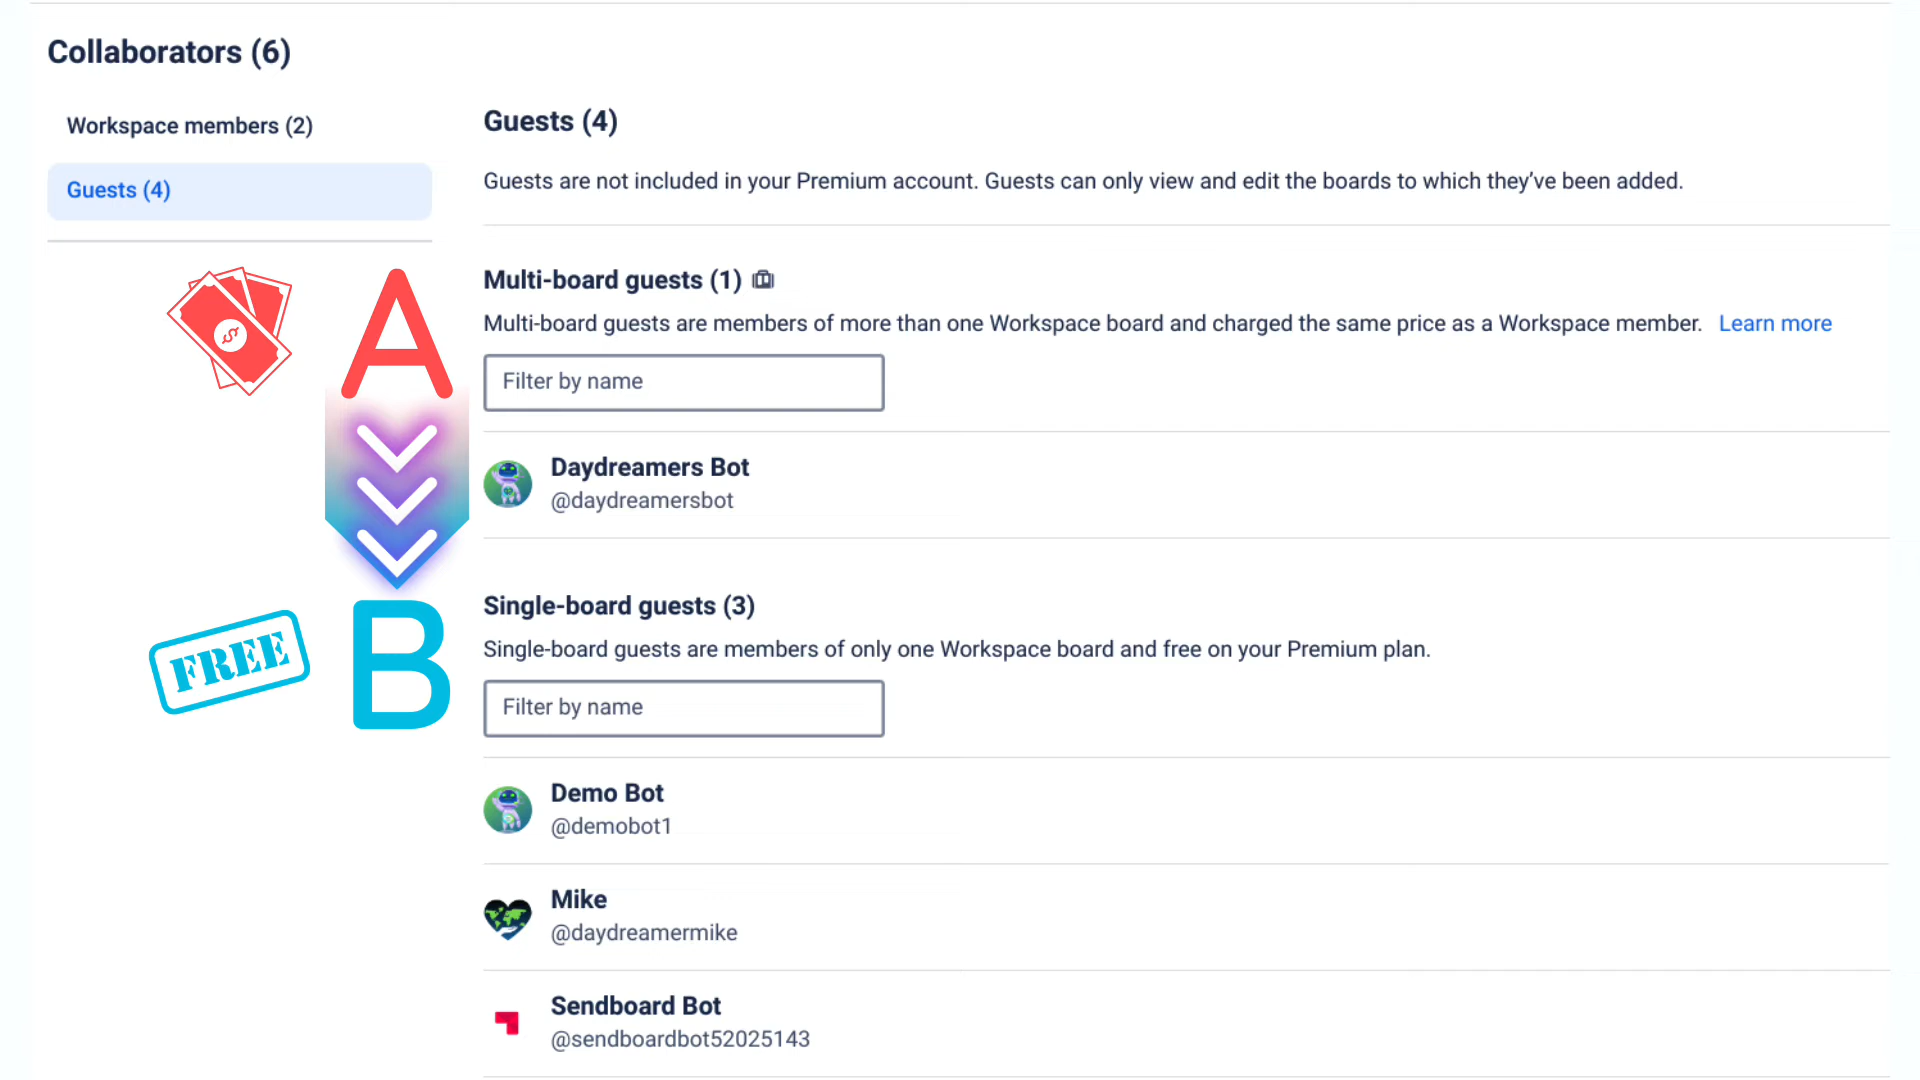 Collaborators (6)
Workspace members (2)
Guests (4)
Guests (4)
Guests are not included in your Premium account. Guests can only view and edit the boards to which they’ve been added.
A
Multi-board guests (1)
Multi-board guests are members of more than one Workspace board and charged the same price as a Workspace member. Learn more
Filter by name
Daydreamers Bot
@daydreamersbot
FREE
B
Single-board guests (3)
Single-board guests are members of only one Workspace board and free on your Premium plan.
Filter by name
Demo Bot
@demobot1
Mike
@daydreamermike
Sendboard Bot
@sendboardbot52025143